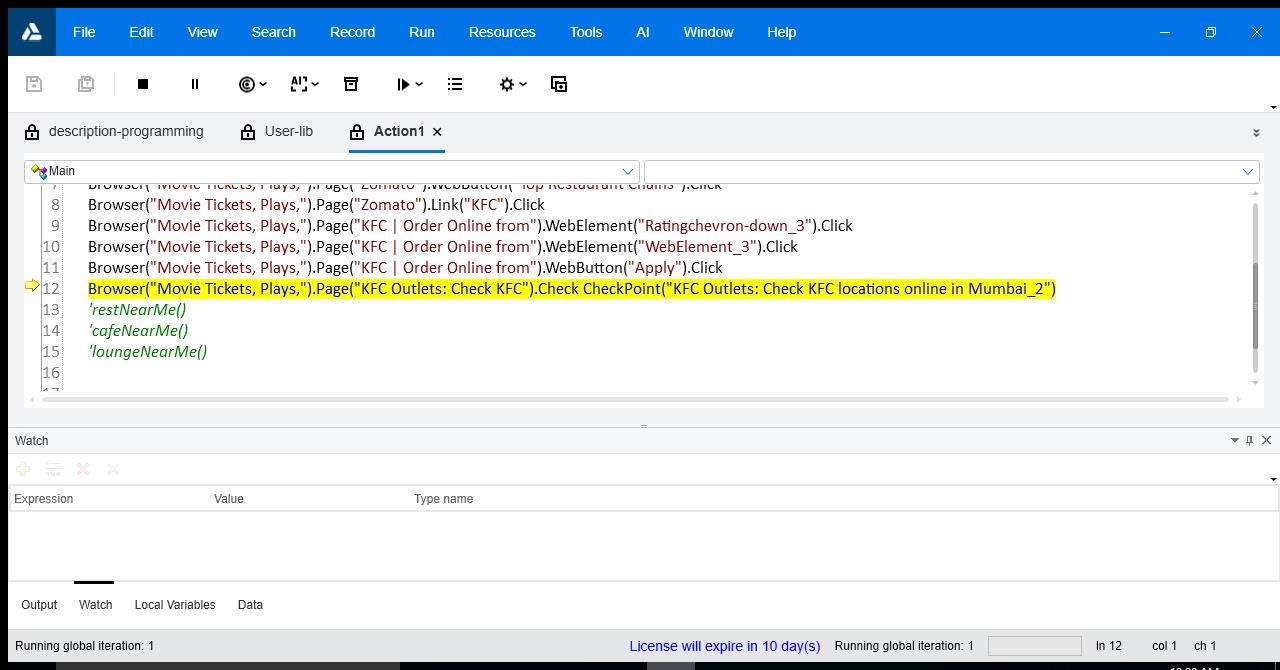 File Edit View Search Record Run Resources Tools AI Window Help
description-programming User-lib Action1
Main
7 Browser("Movie Tickets, Plays,").Page("Zomato").WebButton("Top Restaurant Chains").Click
8 Browser("Movie Tickets, Plays,").Page("Zomato").Link("KFC").Click
9 Browser("Movie Tickets, Plays,").Page("KFC | Order Online from").WebElement("Ratingchevron-down_3").Click
10 Browser("Movie Tickets, Plays,").Page("KFC | Order Online from").WebElement("WebElement_3").Click
11 Browser("Movie Tickets, Plays,").Page("KFC | Order Online from").WebButton("Apply").Click
12 Browser("Movie Tickets, Plays,").Page("KFC Outlets: Check KFC").Check CheckPoint("KFC Outlets: Check KFC locations online in Mumbai_2")
13 'restNearMe()
14 'cafeNearMe()
15 'loungeNearMe()
16
17
Watch
Expression Value Type name
Output Watch Local Variables Data
Running global iteration: 1 License will expire in 10 day(s) Running global iteration: 1 ln 12 col 1 ch 1